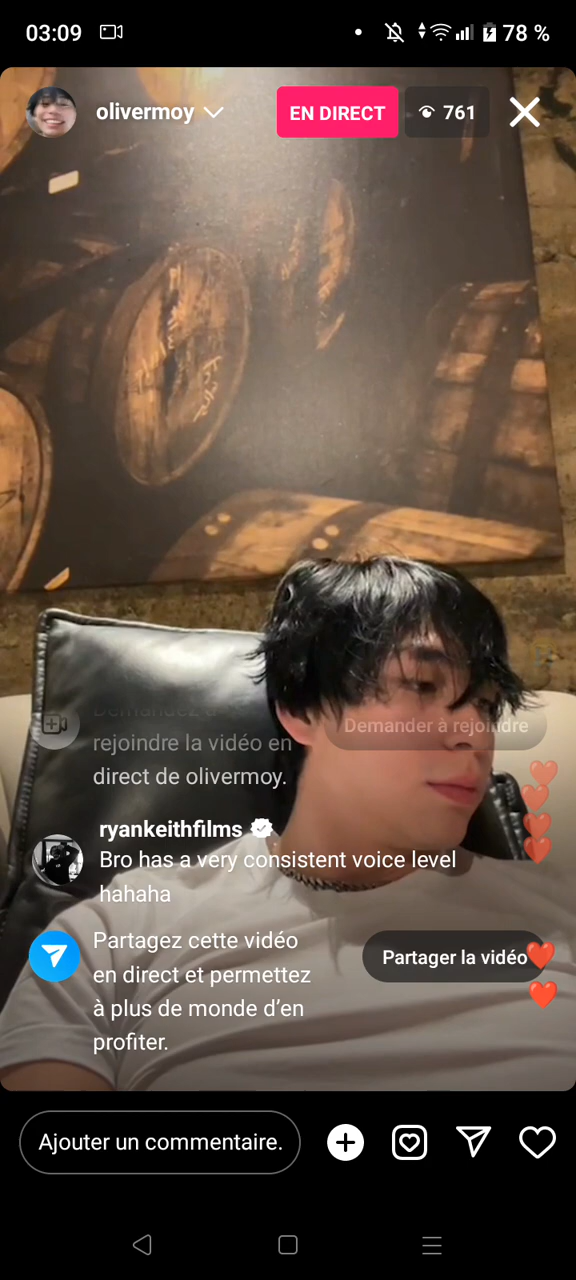 03:09
78 %
olivermoy
EN DIRECT
761
Demandez à
rejoindre la vidéo en
direct de olivermoy.
Demander à rejoindre
ryankeithfilms
Bro has a very consistent voice level
hahaha
Partagez cette vidéo
en direct et permettez
à plus de monde d’en
profiter.
Partager la vidéo
Ajouter un commentaire.